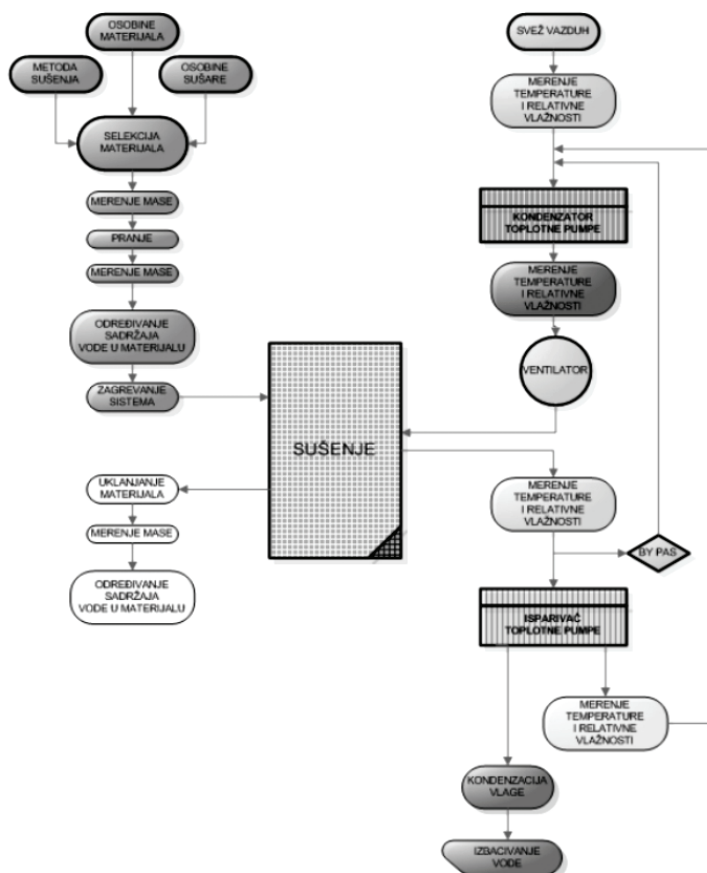 OSOBINE
MATERIJALA
METODA
SUŠENJA
OSOBINE
SUŠARE
SELEKCIJA
MATERIJALA
MERENJE MASE
PRANJE
MERENJE MASE
ODREĐIVANJE
SADRŽAJA
VODE U MATERIJALU
ZAGREVANJE
SISTEMA
SUŠENJE
UKLANJANJE
MATERIJALA
MERENJE MASE
ODREĐIVANJE
SADRŽAJA
VODE U MATERIJALU
SVEŽ VAZDUH
MERENJE
TEMPERATURE
I RELATIVNE
VLAŽNOSTI
KONDENZATOR
TOPLOTNE PUMPE
MERENJE
TEMPERATURE
I RELATIVNE
VLAŽNOSTI
VENTILATOR
MERENJE
TEMPERATURE
I RELATIVNE
VLAŽNOSTI
BY PAS
ISPARIVAČ
TOPLOTNE PUMPE
MERENJE
TEMPERATURE
I RELATIVNE
VLAŽNOSTI
KONDENZACIJA
VLAGE
IZBACIVANJE
VODE